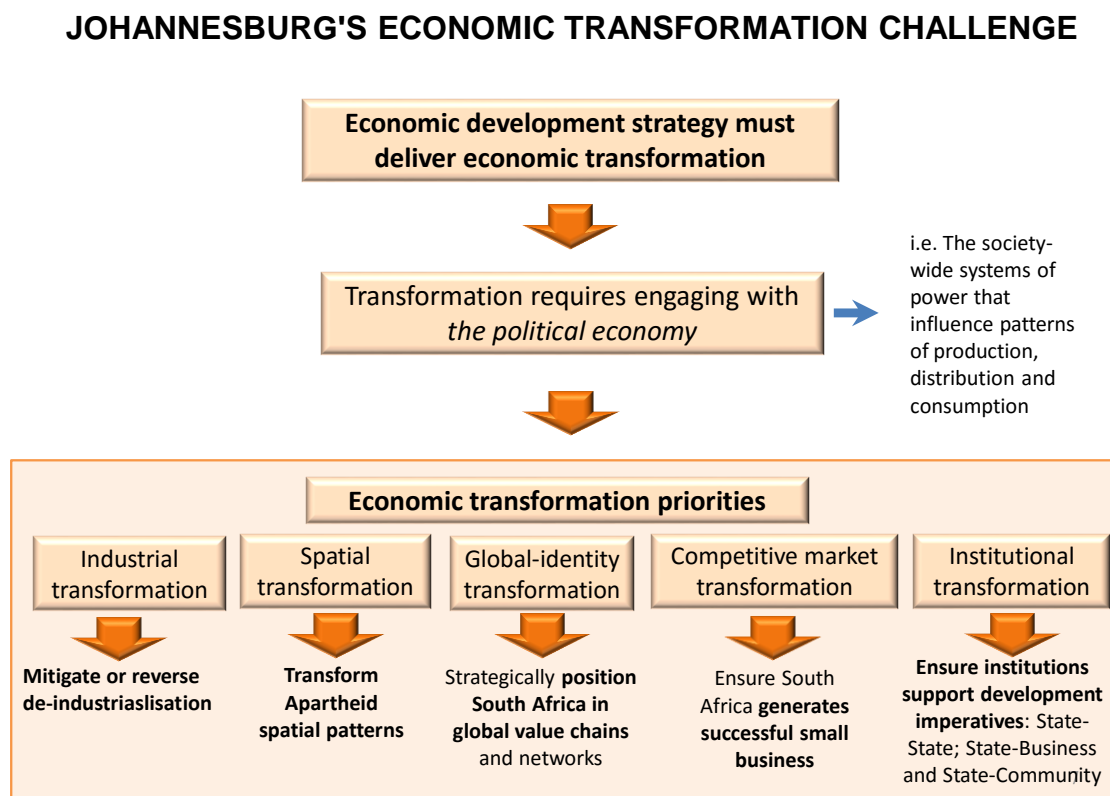 JOHANNESBURG'S ECONOMIC TRANSFORMATION CHALLENGE
Economic development strategy must
deliver economic transformation
Transformation requires engaging with
the political economy
i.e. The society-
wide systems of
power that
influence patterns
of production,
distribution and
consumption
Economic transformation priorities
Industrial
transformation
Spatial
transformation
Global-identity
transformation
Competitive market
transformation
Institutional
transformation
Mitigate or reverse
de-industriaslisation
Transform
Apartheid
spatial patterns
Strategically position
South Africa in
global value chains
and networks
Ensure South
Africa generates
successful small
business
Ensure institutions
support development
imperatives: State-
State; State-Business
and State-Community